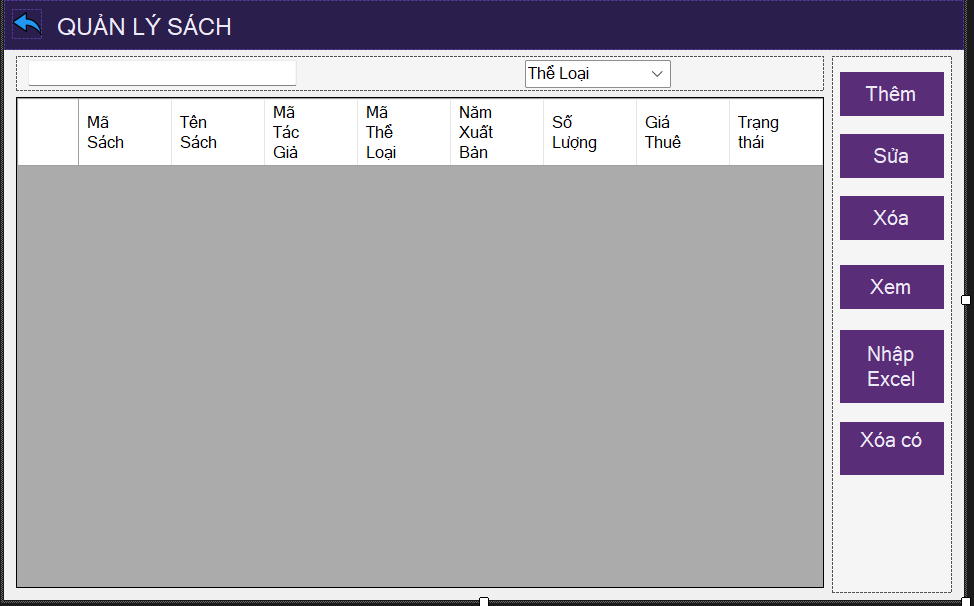 QUẢN LÝ SÁCH
Thể Loại
Mã
Sách
Tên
Sách
Mã
Tác
Giả
Mã
Thể
Loại
Năm
Xuất
Bản
Số
Lượng
Giá
Thuê
Trạng
thái
Thêm
Sửa
Xóa
Xem
Nhập
Excel
Xóa có